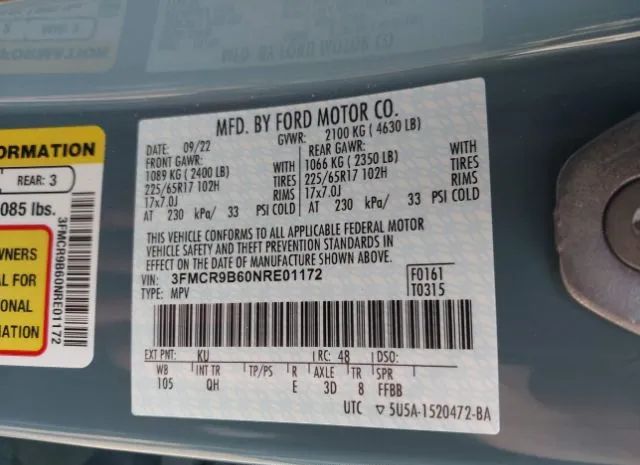 ORMATION
REAR: 3
085 lbs.
WNERS
IAL FOR
ONAL
MATION
3FMCR9B60NRE01172
MFD. BY FORD MOTOR CO.
DATE: 09/22 GVWR: 2100 KG ( 4630 LB)
FRONT GAWR: REAR GAWR:
1089 KG ( 2400 LB) WITH 1066 KG ( 2350 LB) WITH
225/65R17 102H TIRES 225/65R17 102H TIRES
17x7.0J RIMS 17x7.0J RIMS
AT 230 kPa/ 33 PSI COLD AT 230 kPa/ 33 PSI COLD
THIS VEHICLE CONFORMS TO ALL APPLICABLE FEDERAL MOTOR
VEHICLE SAFETY AND THEFT PREVENTION STANDARDS IN
EFFECT ON THE DATE OF MANUFACTURE SHOWN ABOVE.
VIN: 3FMCR9B60NRE01172 F0161
TYPE: MPV T0315
EXT PNT: KU RC: 48 DSO:
WB INT TR TP/PS R AXLE TR SPR
105 QH E 3D 8 FFBB
UTC ▽ 5U5A-1520472-BA